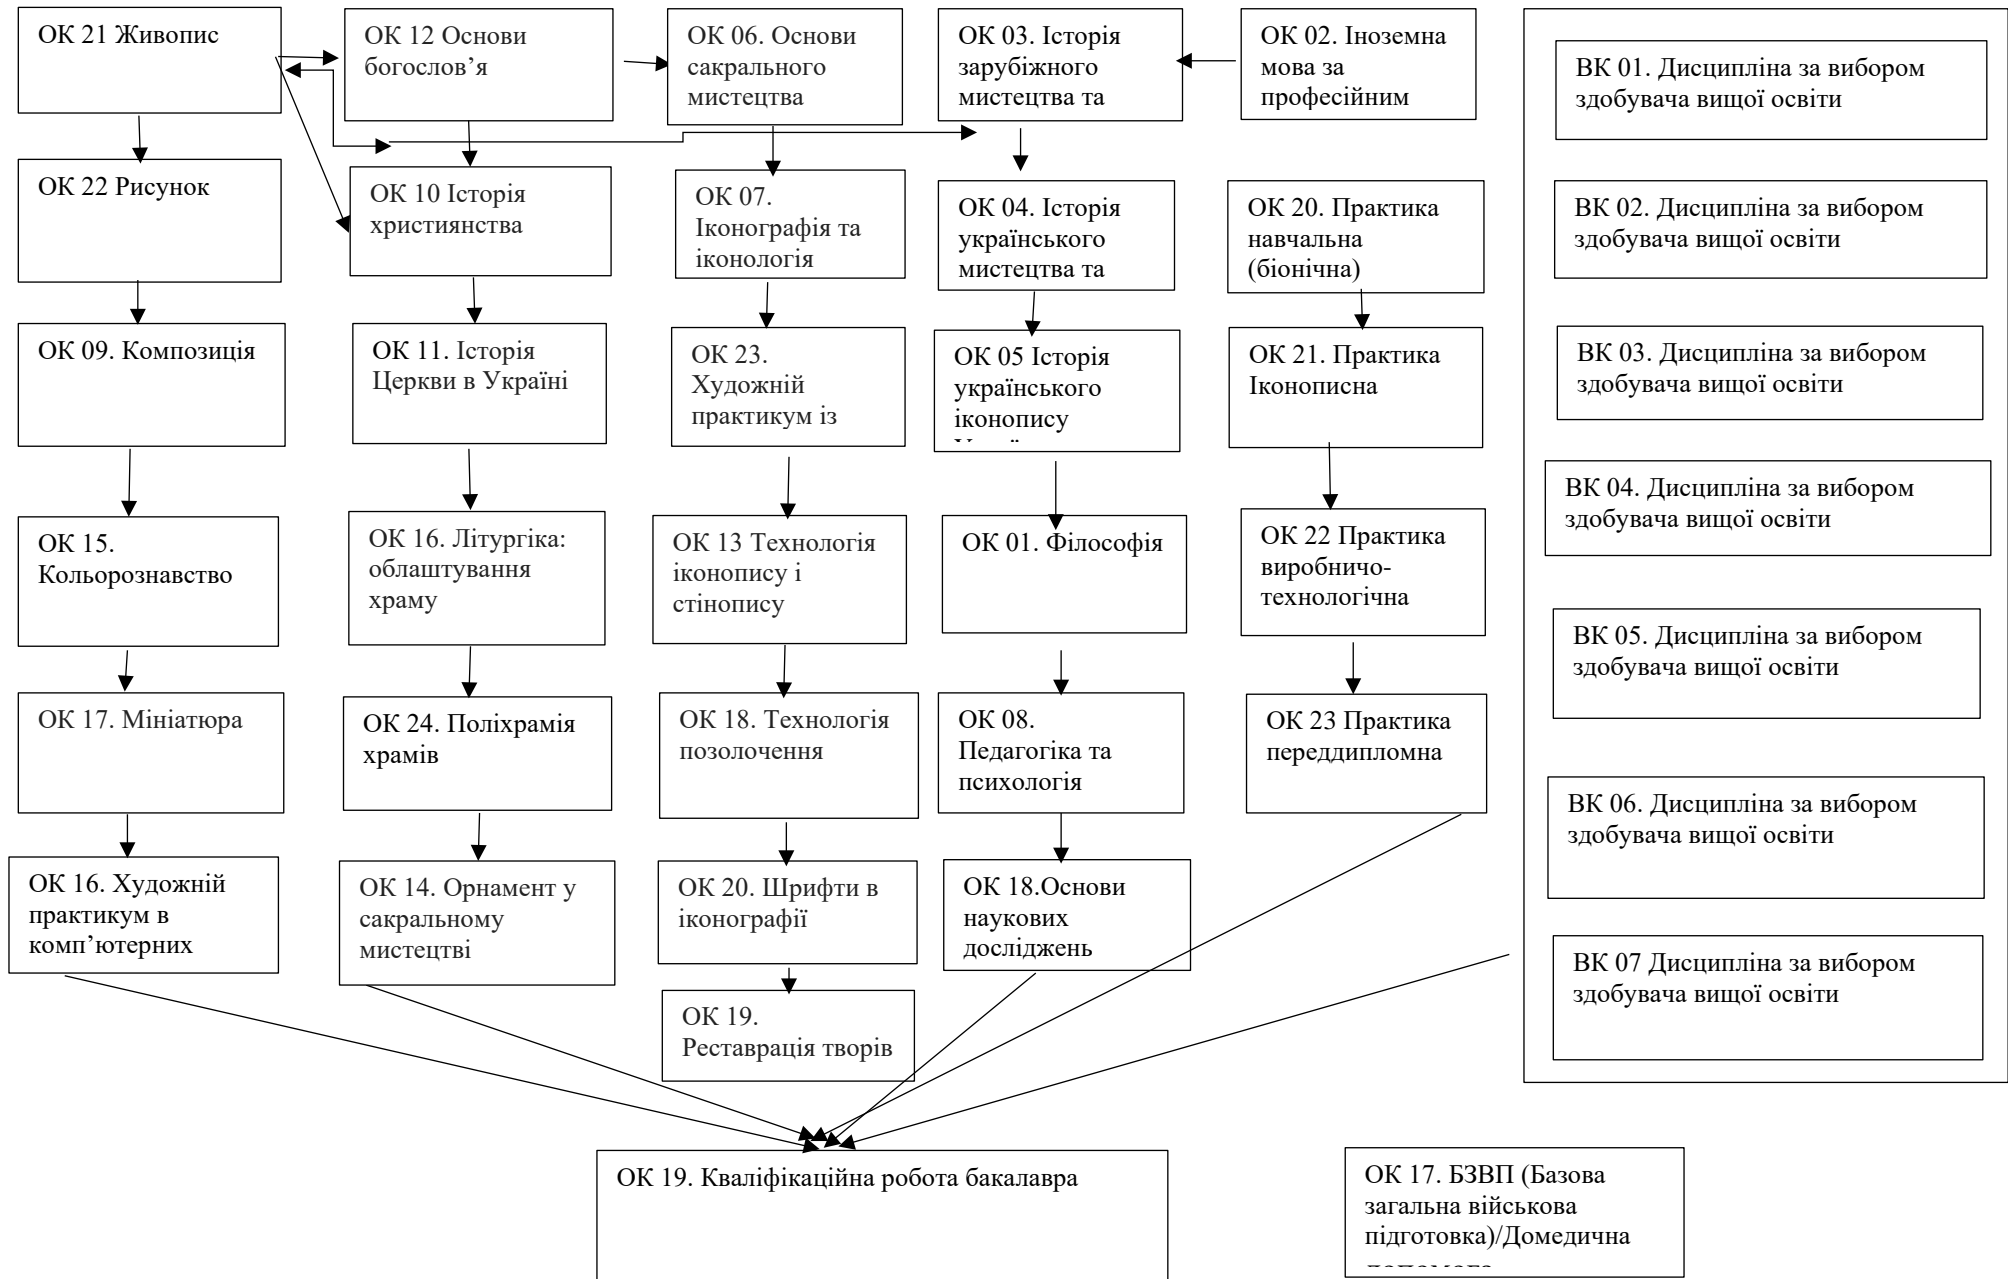 ОК 21 Живопис
ОК 12 Основи
богослов’я
ОК 06. Основи
сакрального
мистецтва
ОК 03. Історія
зарубіжного
мистецтва та
ОК 02. Іноземна
мова за
професійним
ОК 22 Рисунок
ОК 10 Історія
християнства
ОК 07.
Іконографія та
іконологія
ОК 04. Історія
українського
мистецтва та
ОК 20. Практика
навчальна
(біонічна)
ОК 09. Композиція
ОК 11. Історія
Церкви в Україні
ОК 23.
Художній
практикум із
ОК 05 Історія
українського
іконопису
ОК 21. Практика
Іконописна
ОК 15.
Кольорознавство
ОК 16. Літургіка:
облаштування
храму
ОК 13 Технологія
іконопису і
стінопису
ОК 01. Філософія
ОК 22 Практика
виробничо-
технологічна
ОК 17. Мініатюра
ОК 24. Поліхрамія
храмів
ОК 18. Технологія
позолочення
ОК 08.
Педагогіка та
психологія
ОК 23 Практика
переддипломна
ОК 16. Художній
практикум в
комп’ютерних
ОК 14. Орнамент у
сакральному
мистецтві
ОК 20. Шрифти в
іконографії
ОК 18.Основи
наукових
досліджень
ОК 19.
Реставрація творів
ВК 01. Дисципліна за вибором
здобувача вищої освіти
ВК 02. Дисципліна за вибором
здобувача вищої освіти
ВК 03. Дисципліна за вибором
здобувача вищої освіти
ВК 04. Дисципліна за вибором
здобувача вищої освіти
ВК 05. Дисципліна за вибором
здобувача вищої освіти
ВК 06. Дисципліна за вибором
здобувача вищої освіти
ВК 07 Дисципліна за вибором
здобувача вищої освіти
ОК 19. Кваліфікаційна робота бакалавра
ОК 17. БЗВП (Базова
загальна військова
підготовка)/Домедична